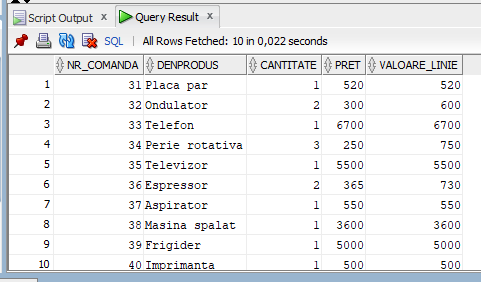 Script Output x Query Result x
SQL | All Rows Fetched: 10 in 0,022 seconds
NR_COMANDA DENPRODUS CANTITATE PRET VALOARE_LINIE
1 31 Placa par 1 520 520
2 32 Ondulator 2 300 600
3 33 Telefon 1 6700 6700
4 34 Perie rotativa 3 250 750
5 35 Televizor 1 5500 5500
6 36 Espressor 2 365 730
7 37 Aspirator 1 550 550
8 38 Masina spalat 1 3600 3600
9 39 Frigider 1 5000 5000
10 40 Imprimanta 1 500 500